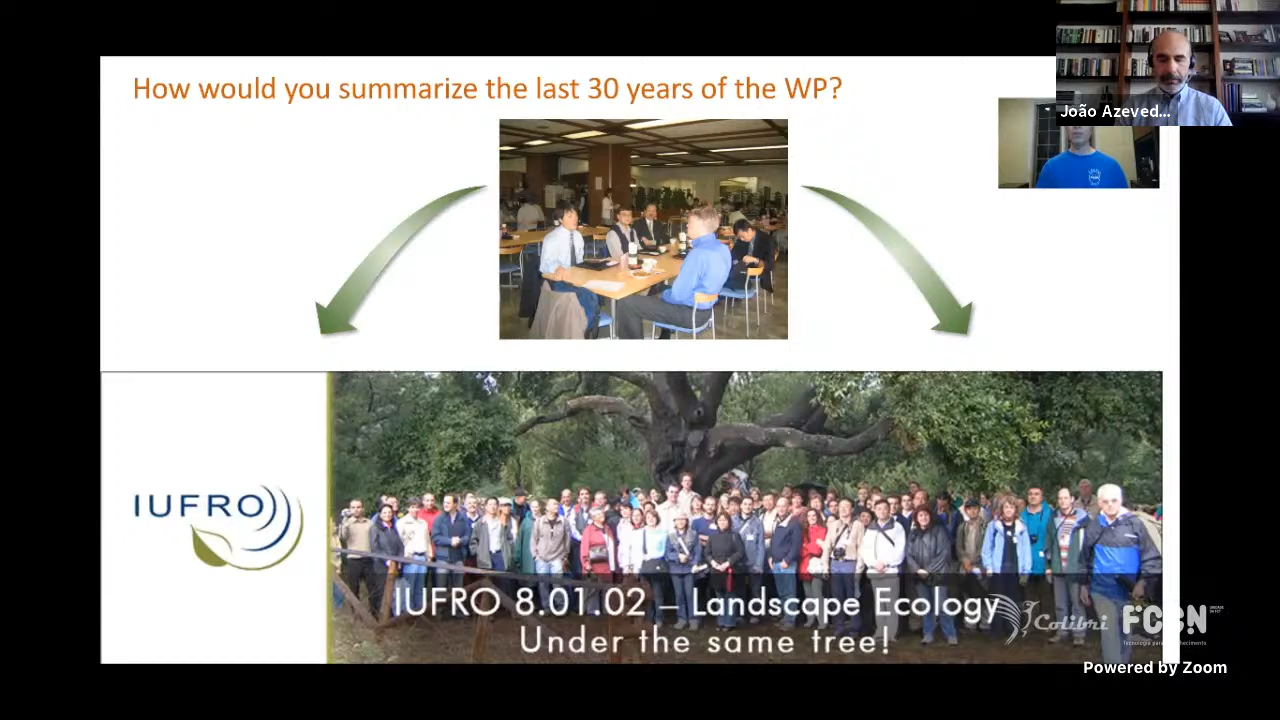 How would you summarize the last 30 years of the WP?
João Azeved...
IUFRO
IUFRO 8.01.02 – Landscape Ecology
Under the same tree!
Colibri
FCCN
Powered by Zoom